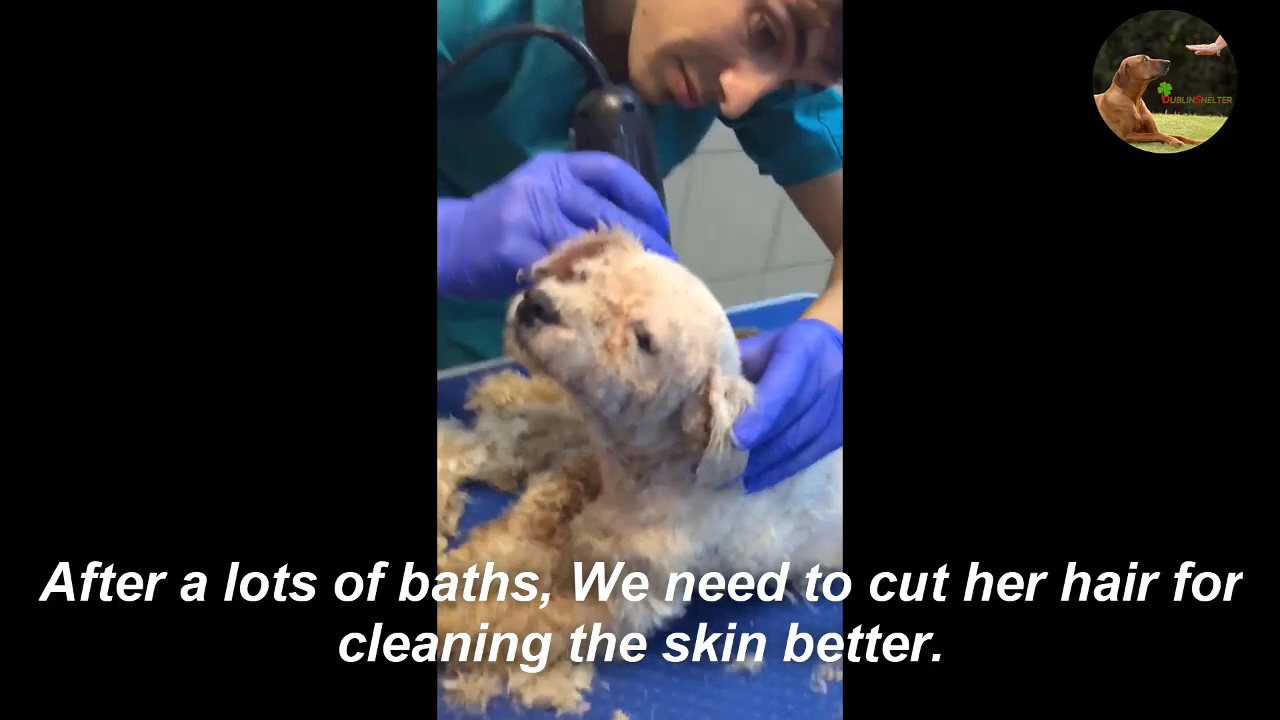 DUBLINSHELTER
After a lots of baths, We need to cut her hair for
cleaning the skin better.